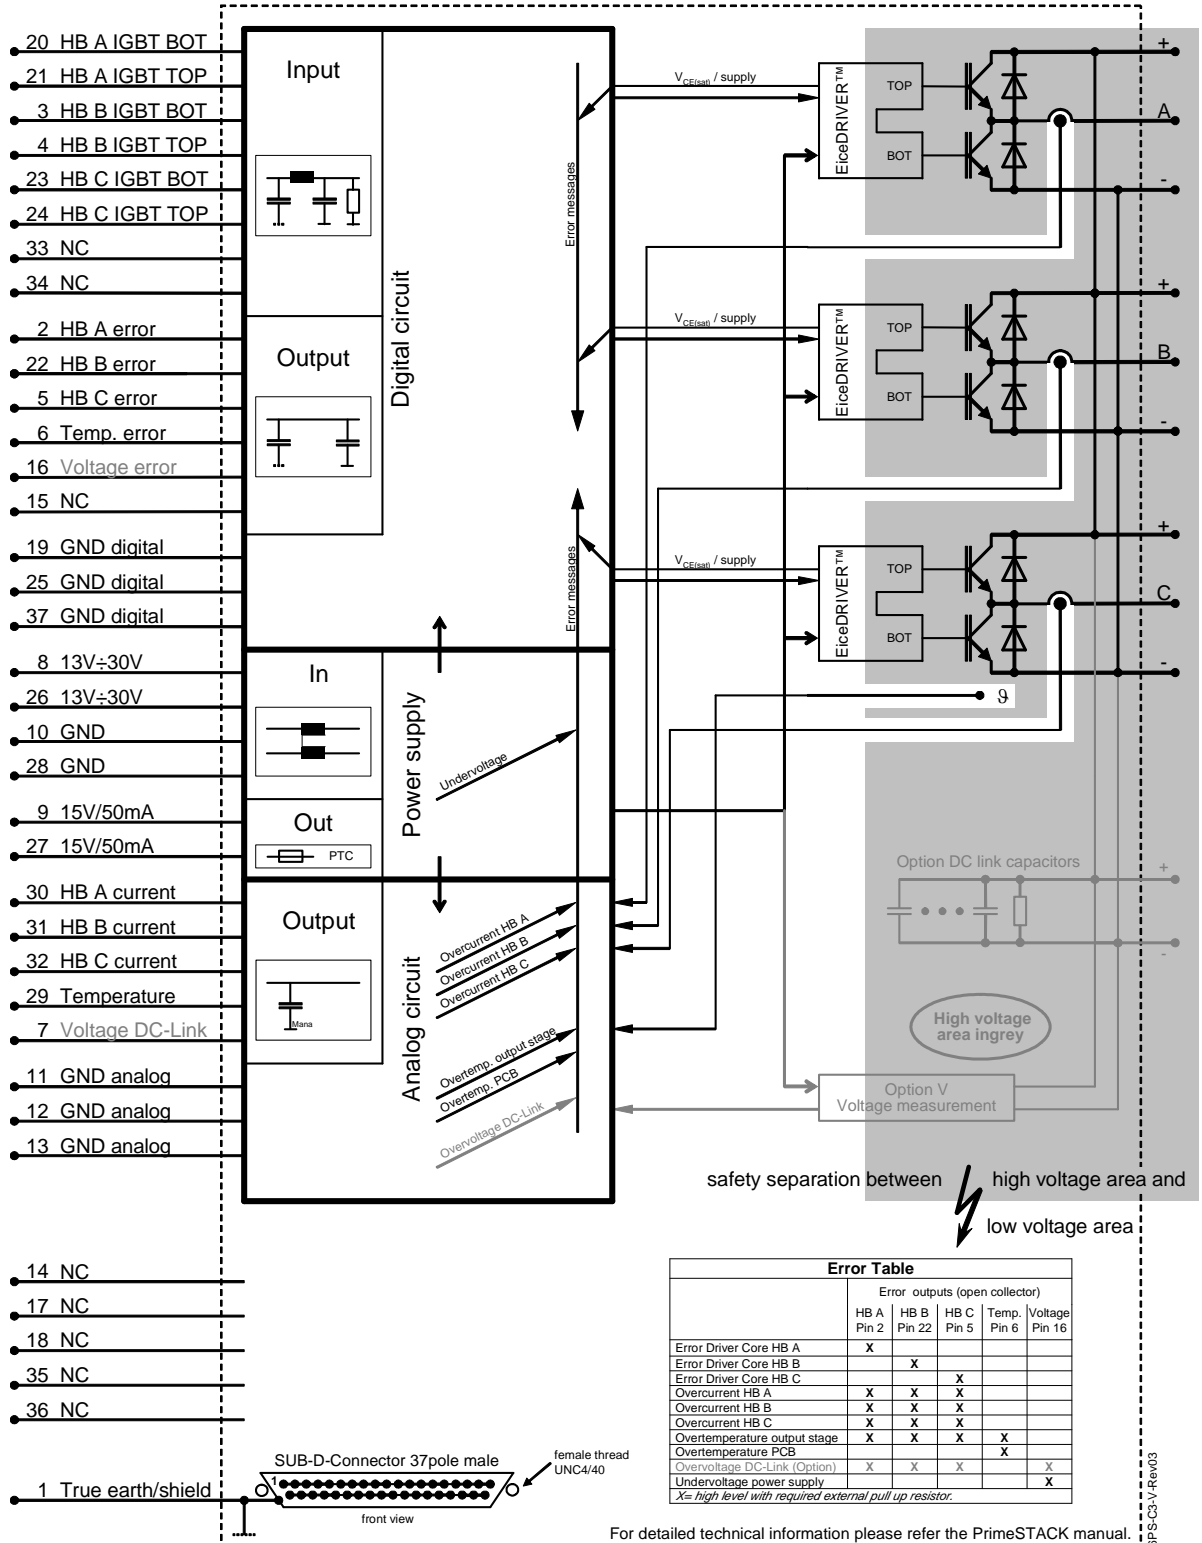 20 HB A IGBT BOT
21 HB A IGBT TOP
3 HB B IGBT BOT
4 HB B IGBT TOP
23 HB C IGBT BOT
24 HB C IGBT TOP
33 NC
34 NC
2 HB A error
22 HB B error
5 HB C error
6 Temp. error
16 Voltage error
15 NC
19 GND digital
25 GND digital
37 GND digital
8 13V÷30V
26 13V÷30V
10 GND
28 GND
9 15V/50mA
27 15V/50mA
30 HB A current
31 HB B current
32 HB C current
29 Temperature
7 Voltage DC-Link
11 GND analog
12 GND analog
13 GND analog
14 NC
17 NC
18 NC
35 NC
36 NC
1 True earth/shield
Input
Output
Digital circuit
Error messages
Error messages
In
Out
PTC
Power supply
Undervoltage
Output
Mana
Analog circuit
Overcurrent HB A
Overcurrent HB B
Overcurrent HB C
Overtemp. output stage
Overtemp. PCB
Overvoltage DC-Link
VCE(sat) / supply
EiceDRIVER™
TOP
BOT
+
A
-
VCE(sat) / supply
EiceDRIVER™
TOP
BOT
+
B
-
VCE(sat) / supply
EiceDRIVER™
TOP
BOT
+
C
-
ϑ
Option DC link capacitors
+
-
High voltage
area ingrey
Option V
Voltage measurement
safety separation between high voltage area and
low voltage area
Error Table
Error outputs (open collector)
HB A HB B HB C Temp. Voltage
Pin 2 Pin 22 Pin 5 Pin 6 Pin 16
Error Driver Core HB A X
Error Driver Core HB B X
Error Driver Core HB C X
Overcurrent HB A X X X
Overcurrent HB B X X X
Overcurrent HB C X X X
Overtemperature output stage X X X X
Overtemperature PCB X
Overvoltage DC-Link (Option) X X X X
Undervoltage power supply X
X= high level with required external pull up resistor.
SUB-D-Connector 37pole male
1
front view
female thread
UNC4/40
For detailed technical information please refer the PrimeSTACK manual.